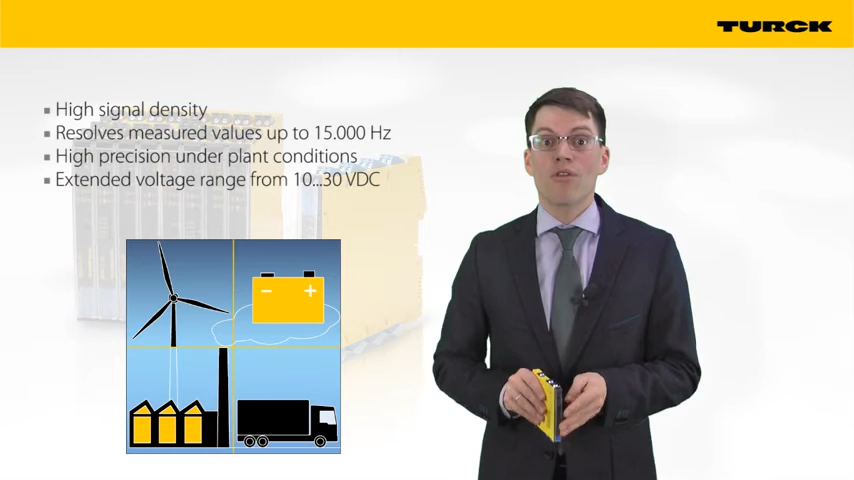 TURCK
High signal density
Resolves measured values up to 15.000 Hz
High precision under plant conditions
Extended voltage range from 10...30 VDC